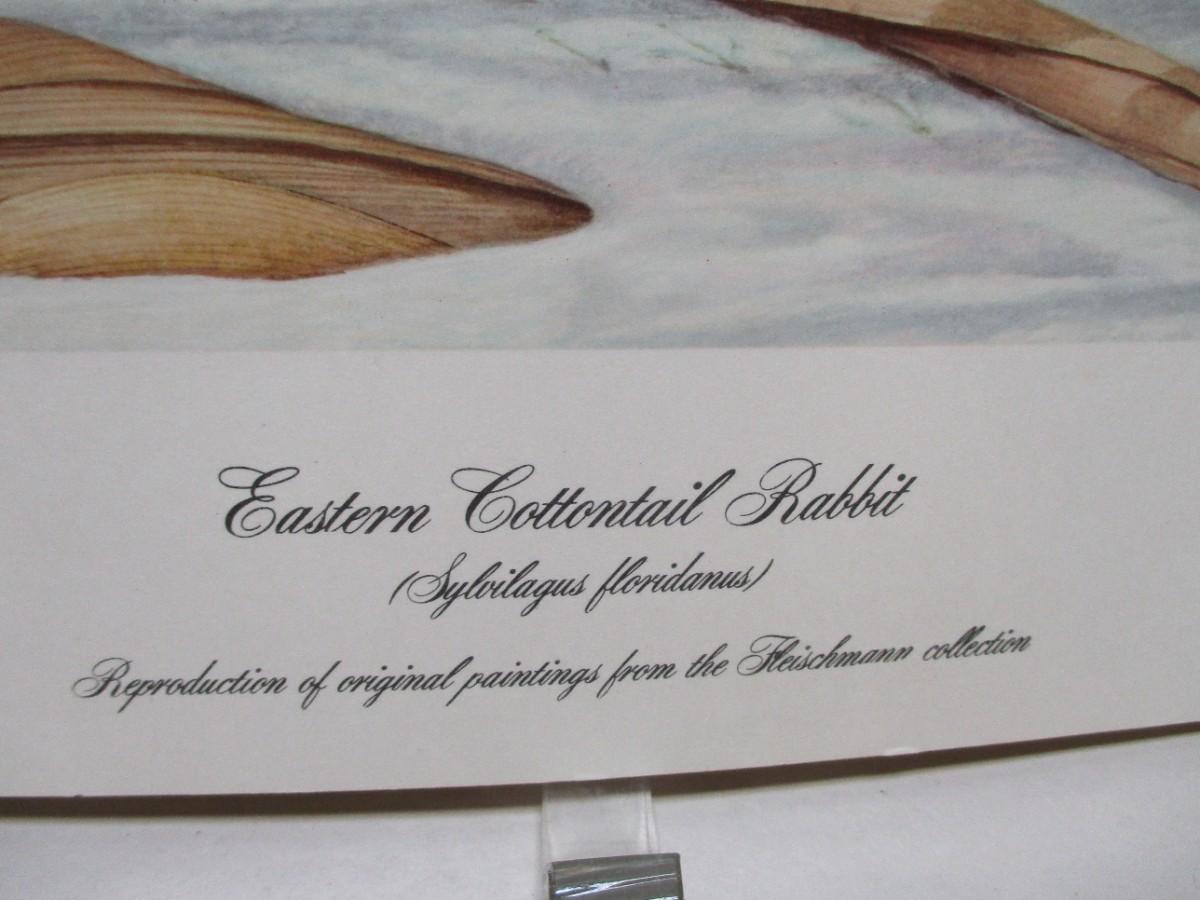 Eastern Cottontail Rabbit
(Sylvilagus floridanus)
Reproduction of original paintings from the Fleischmann collection